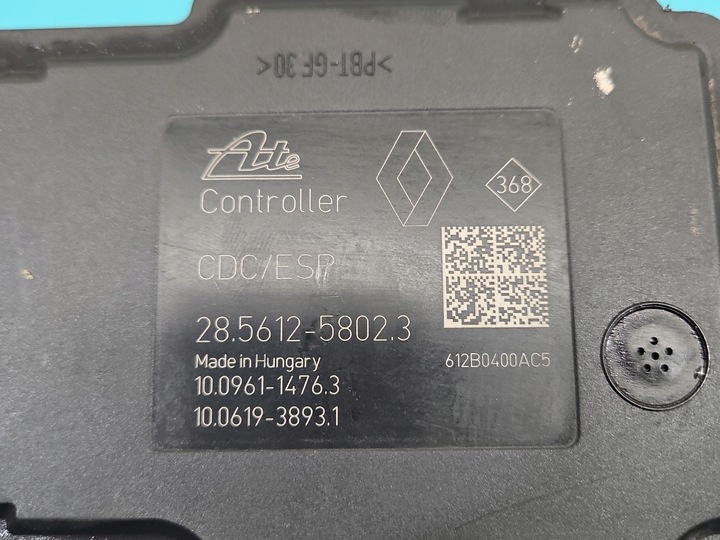 >PBT-GF30<
Ate
368
Controller
CDC/ESP
28.5612-5802.3
Made in Hungary
612B0400AC5
10.0961-1476.3
10.0619-3893.1